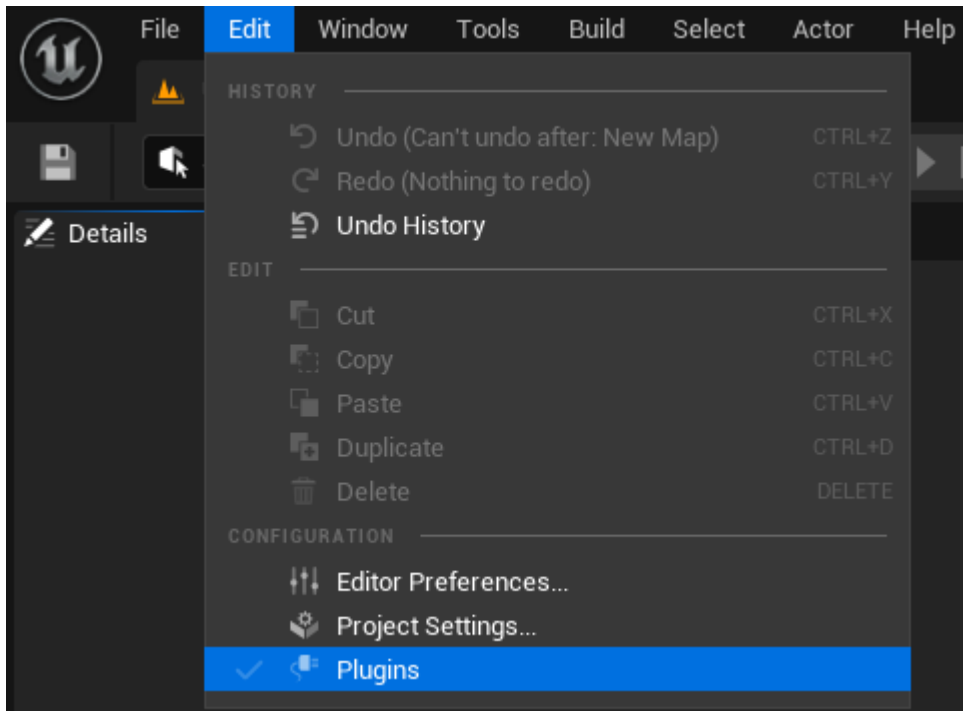 File Edit Window Tools Build Select Actor Help
HISTORY
Undo (Can't undo after: New Map) CTRL+Z
Redo (Nothing to redo) CTRL+Y
Undo History
Details
EDIT
Cut CTRL+X
Copy CTRL+C
Paste CTRL+V
Duplicate CTRL+D
Delete DELETE
CONFIGURATION
Editor Preferences...
Project Settings...
Plugins